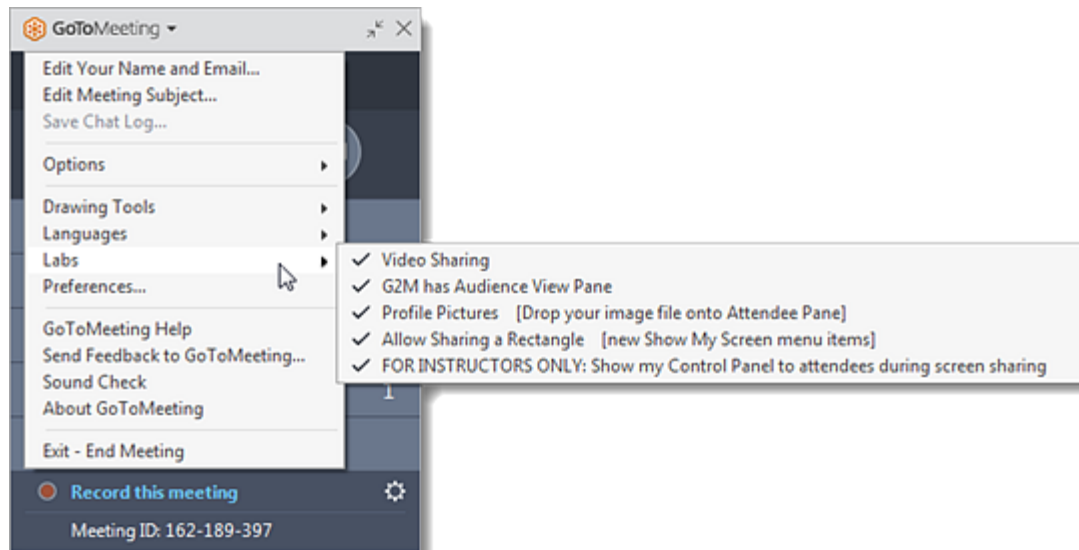 GoToMeeting
Edit Your Name and Email...
Edit Meeting Subject...
Save Chat Log...
Options
Drawing Tools
Languages
Labs
Preferences...
GoToMeeting Help
Send Feedback to GoToMeeting...
Sound Check
About GoToMeeting
Exit - End Meeting
Video Sharing
G2M has Audience View Pane
Profile Pictures [Drop your image file onto Attendee Pane]
Allow Sharing a Rectangle [new Show My Screen menu items]
FOR INSTRUCTORS ONLY: Show my Control Panel to attendees during screen sharing
1
Record this meeting
Meeting ID: 162-189-397